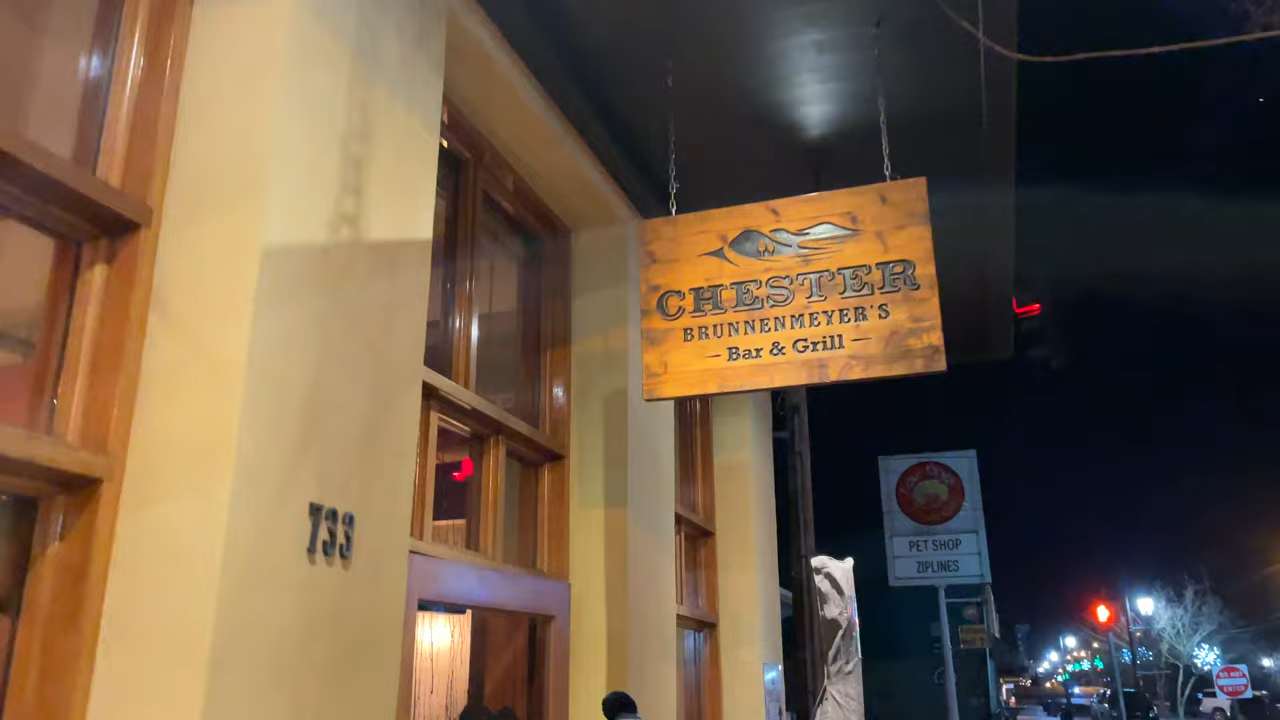 CHESTER
BRUNNENMEYER'S
Bar & Grill
733
PET SHOP
ZIPLINES
DO NOT
ENTER